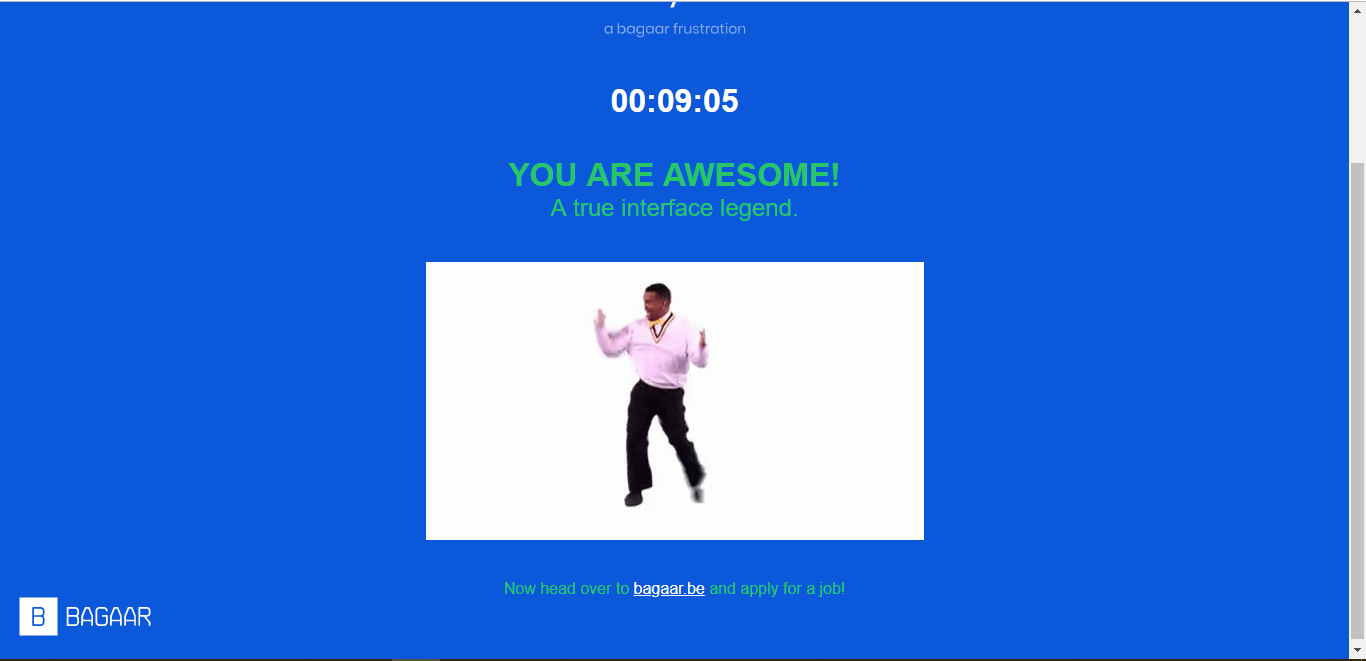 a bagaar frustration
00:09:05
YOU ARE AWESOME!
A true interface legend.
Now head over to bagaar.be and apply for a job!
B BAGAAR